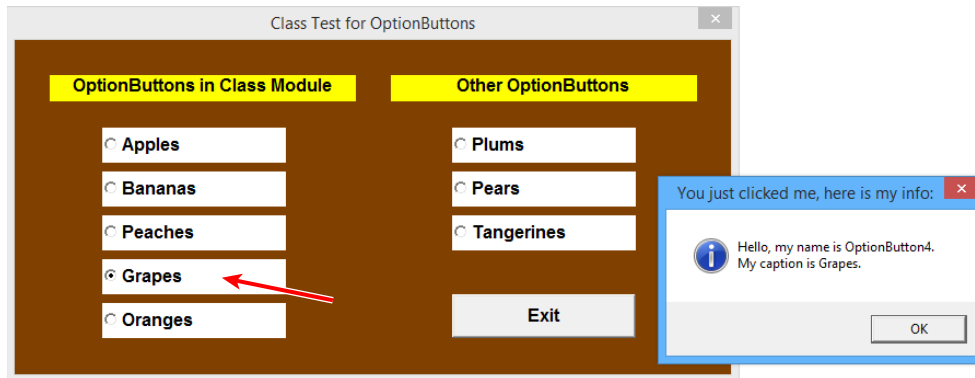 Class Test for OptionButtons
OptionButtons in Class Module
Other OptionButtons
Apples
Bananas
Peaches
Grapes
Oranges
Plums
Pears
Tangerines
Exit
You just clicked me, here is my info:
Hello, my name is OptionButton4.
My caption is Grapes.
OK